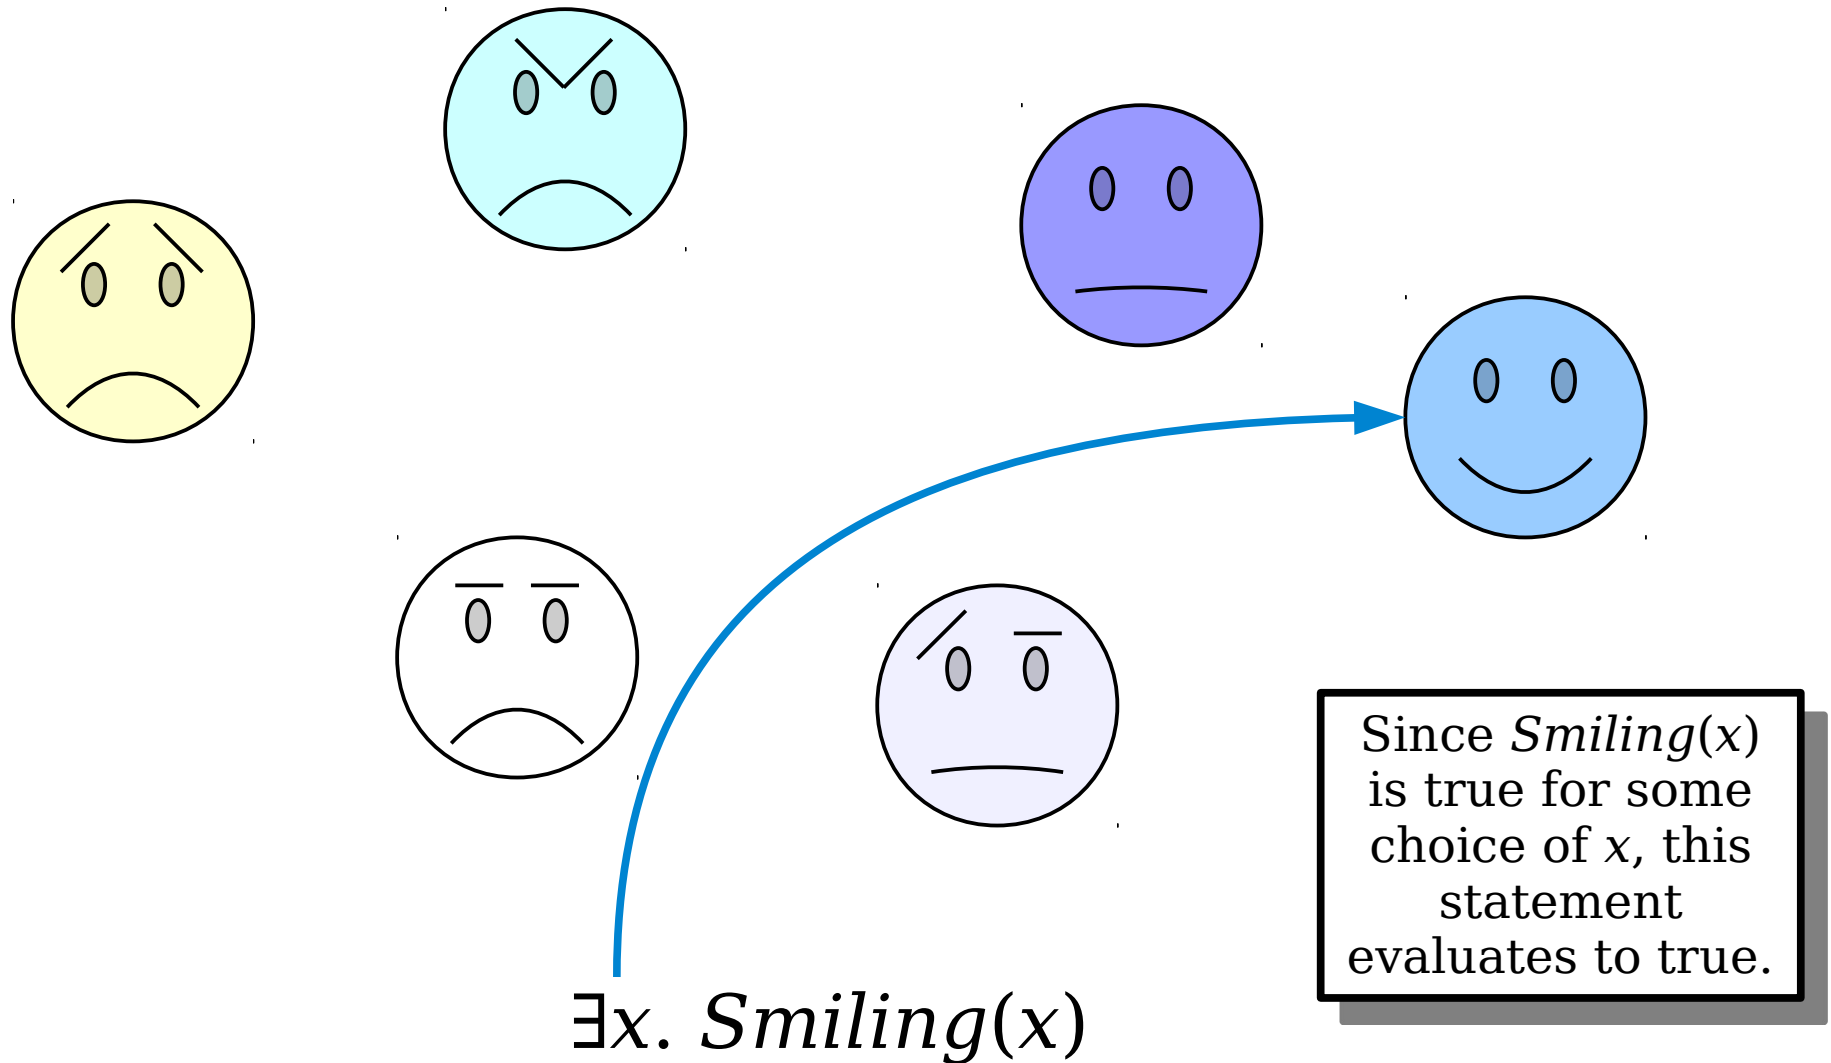 Since Smiling(x)
is true for some
choice of x, this
statement
evaluates to true.
∃x. Smiling(x)